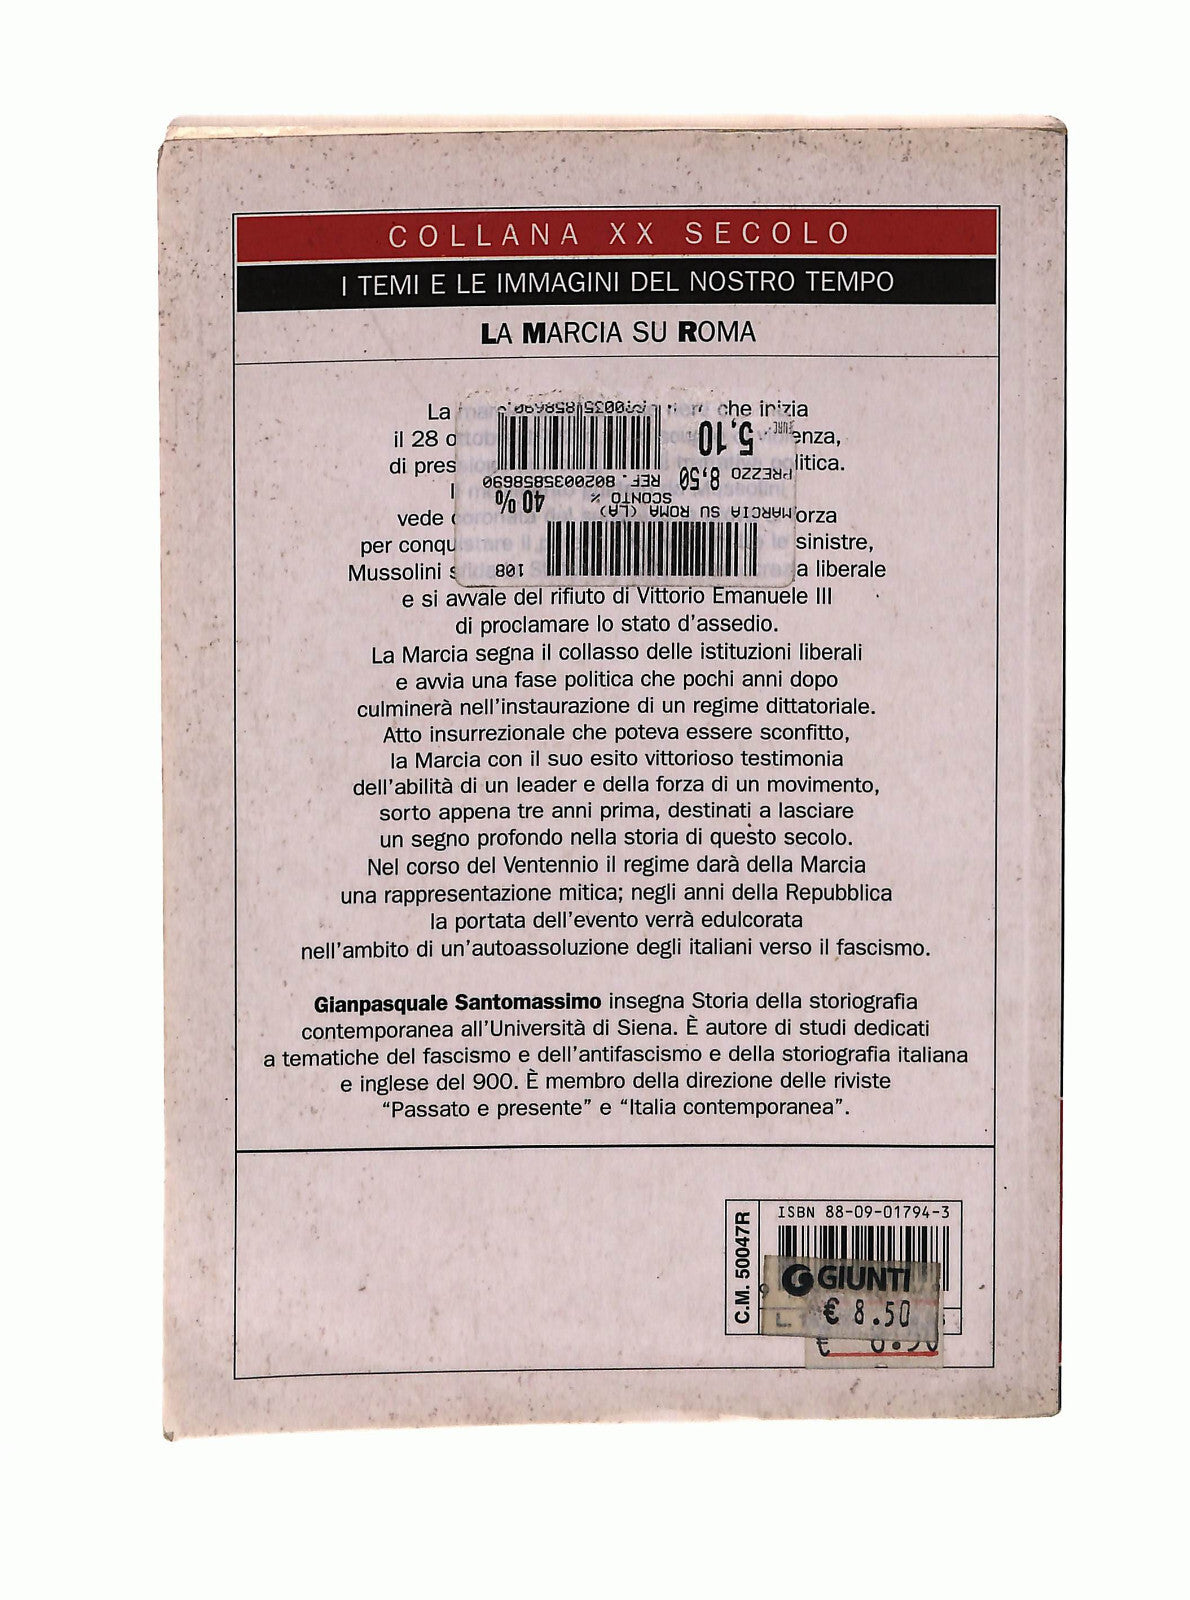 COLLANA XX SECOLO
I TEMI E LE IMMAGINI DEL NOSTRO TEMPO
LA MARCIA SU ROMA
La che inizia
il 28 enza,
di pres litica.
vede orza
per conqu sinistre,
Mussolini a liberale
e si avvale del rifiuto di Vittorio Emanuele III
di proclamare lo stato d'assedio.
La Marcia segna il collasso delle istituzioni liberali
e avvia una fase politica che pochi anni dopo
culminerà nell'instaurazione di un regime dittatoriale.
Atto insurrezionale che poteva essere sconfitto,
la Marcia con il suo esito vittorioso testimonia
dell'abilità di un leader e della forza di un movimento,
sorto appena tre anni prima, destinati a lasciare
un segno profondo nella storia di questo secolo.
Nel corso del Ventennio il regime darà della Marcia
una rappresentazione mitica; negli anni della Repubblica
la portata dell'evento verrà edulcorata
nell'ambito di un'autoassoluzione degli italiani verso il fascismo.
1081
MARCIA SU ROMA (LA)
SCONTO % 40%
PREZZO 8,50 REF. 8020035858690
EURO 5,10
Gianpasquale Santomassimo insegna Storia della storiografia
contemporanea all'Università di Siena. È autore di studi dedicati
a tematiche del fascismo e dell'antifascismo e della storiografia italiana
e inglese del 900. È membro della direzione delle riviste
“Passato e presente” e “Italia contemporanea”.
C.M. 50047R
ISBN 88-09-01794-3
GIUNTI
€ 8.50
€ 8.50